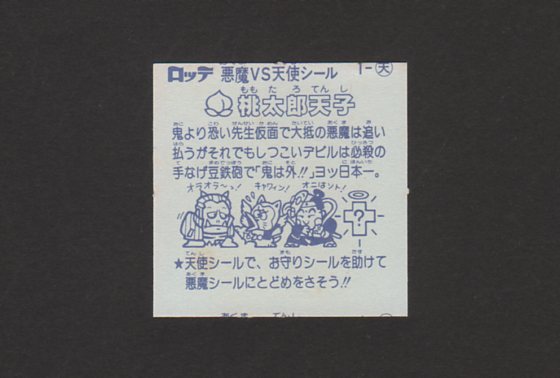 ロッテ 悪魔VS天使シール 1-天
桃太郎天子
鬼より恐い先生仮面で大抵の悪魔は追い
払うがそれでもしつこいデビルは必殺の
手なげ豆鉄砲で「鬼は外!!」ヨッ日本一。
オラオラ〜っ! キャワィン! オニはソト!
?
★天使シールで、お守りシールを助けて
悪魔シールにとどめをさそう!!